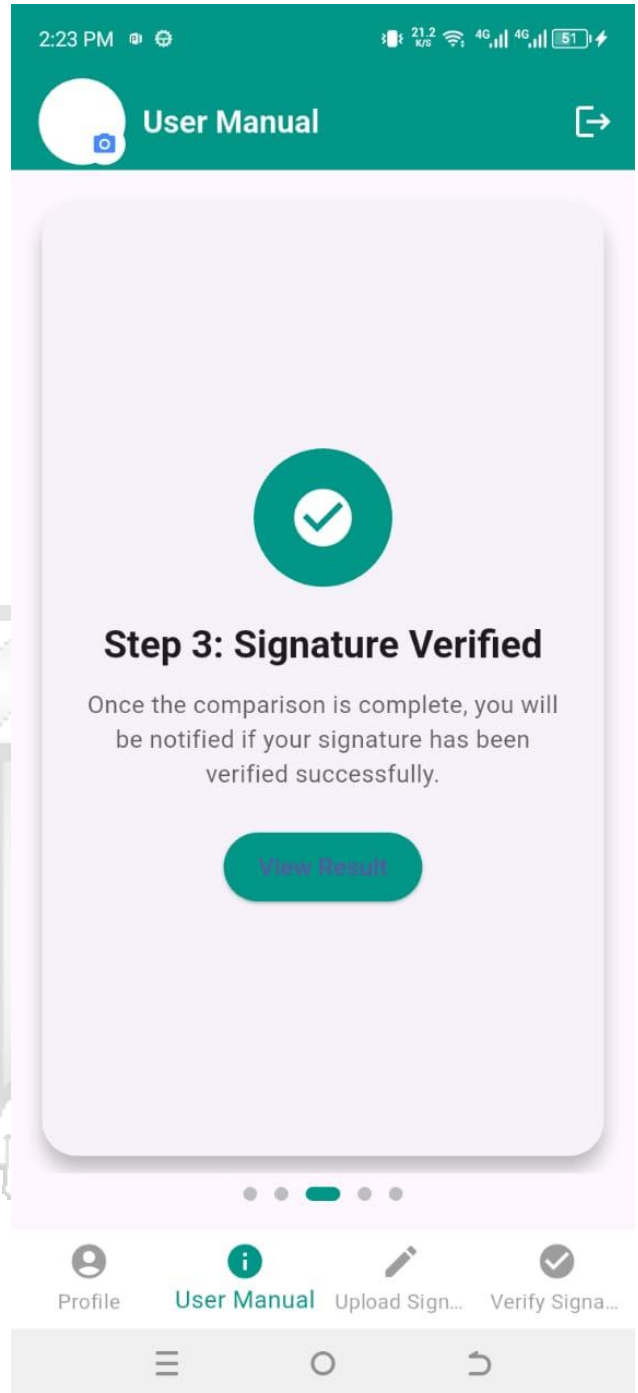 2:23 PM 21.2 K/S 4G 4G 51
User Manual
Step 3: Signature Verified
Once the comparison is complete, you will
be notified if your signature has been
verified successfully.
View Result
Profile User Manual Upload Sign... Verify Signa...